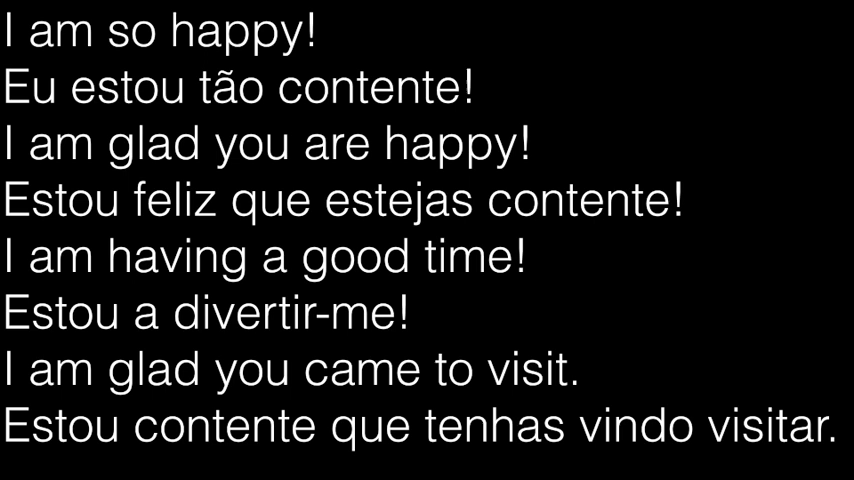 I am so happy!
Eu estou tão contente!
I am glad you are happy!
Estou feliz que estejas contente!
I am having a good time!
Estou a divertir-me!
I am glad you came to visit.
Estou contente que tenhas vindo visitar.